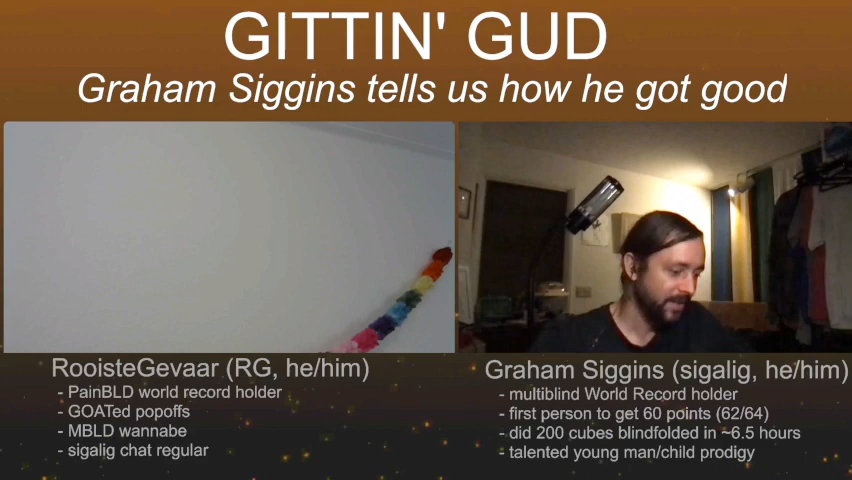 GITTIN' GUD
Graham Siggins tells us how he got good
RooisteGevaar (RG, he/him)
- PainBLD world record holder
- GOATed popoffs
- MBLD wannabe
- sigalig chat regular
Graham Siggins (sigalig, he/him)
- multiblind World Record holder
- first person to get 60 points (62/64)
- did 200 cubes blindfolded in ~6.5 hours
- talented young man/child prodigy